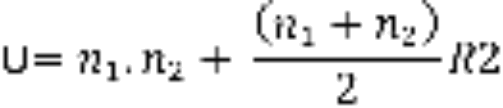 U= n₁.n₂ + (n₁ + n₂)/2 R2